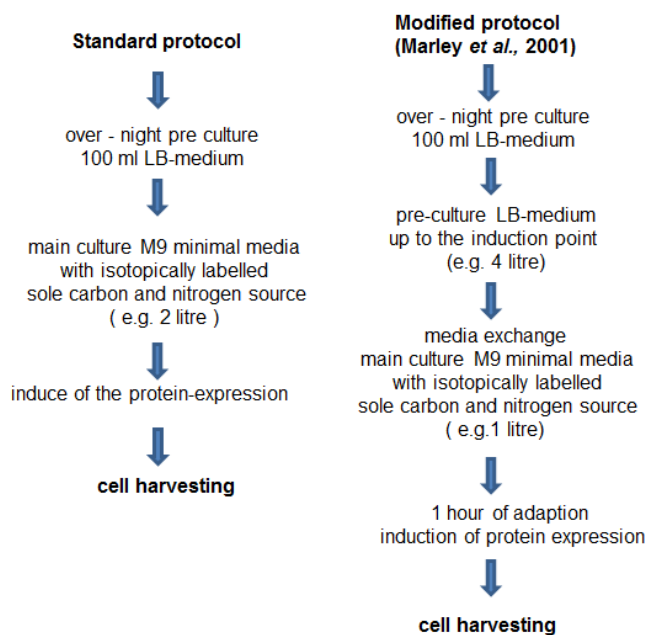 Standard protocol
over - night pre culture
100 ml LB-medium
main culture M9 minimal media
with isotopically labelled
sole carbon and nitrogen source
( e.g. 2 litre )
induce of the protein-expression
cell harvesting
Modified protocol
(Marley et al., 2001)
over - night pre culture
100 ml LB-medium
pre-culture LB-medium
up to the induction point
(e.g. 4 litre)
media exchange
main culture M9 minimal media
with isotopically labelled
sole carbon and nitrogen source
( e.g.1 litre)
1 hour of adaption
induction of protein expression
cell harvesting